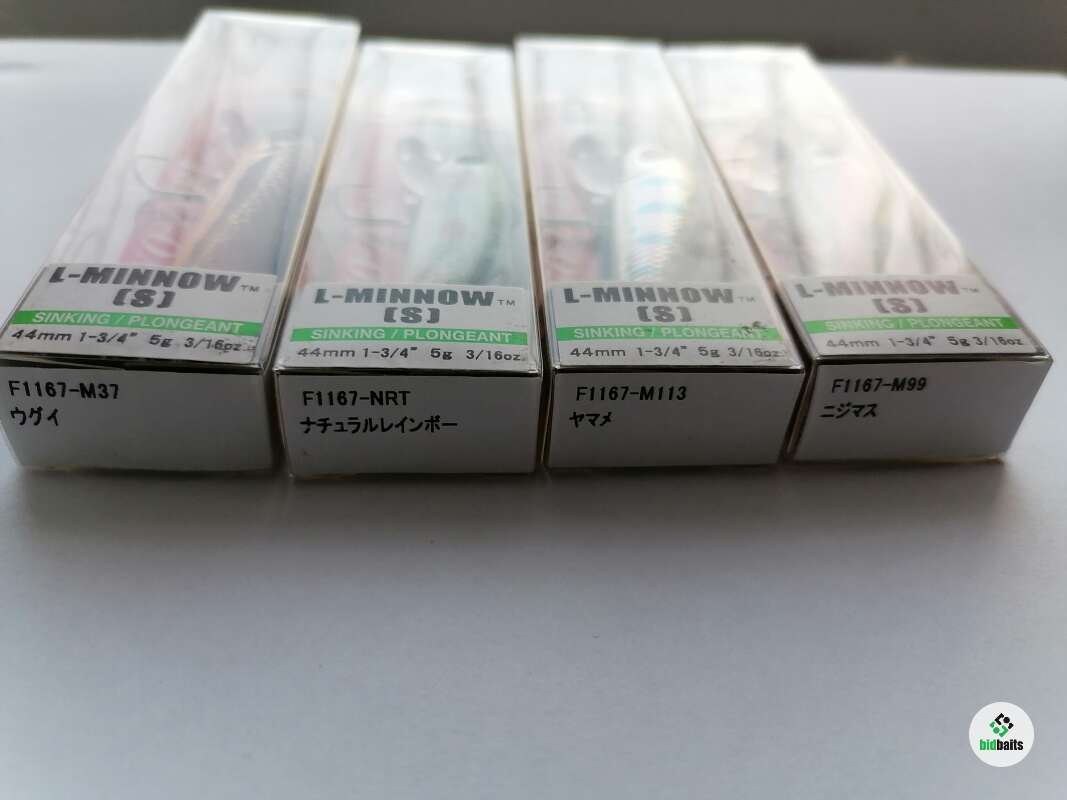 L-MINNOW™
(S)
SINKING / PLONGEANT
44mm 1-3/4" 5g 3/16oz
F1167-M37
ウグイ
L-MINNOW™
(S)
SINKING / PLONGEANT
44mm 1-3/4" 5g 3/16oz.
F1167-NRT
ナチュラルレインボー
L-MINNOW™
(S)
SINKING / PLONGEANT
44mm 1-3/4" 5g 3/16oz.
F1167-M113
ヤマメ
L-MINNOW™
(S)
SINKING / PLONGEANT
44mm 1-3/4" 5g 3/16oz
F1167-M99
ニジマス
bidbaits